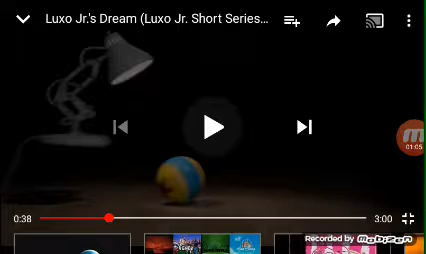 Luxo Jr.'s Dream (Luxo Jr. Short Series...
01:05
0:38
3:00
Recorded by
MOBIZEN